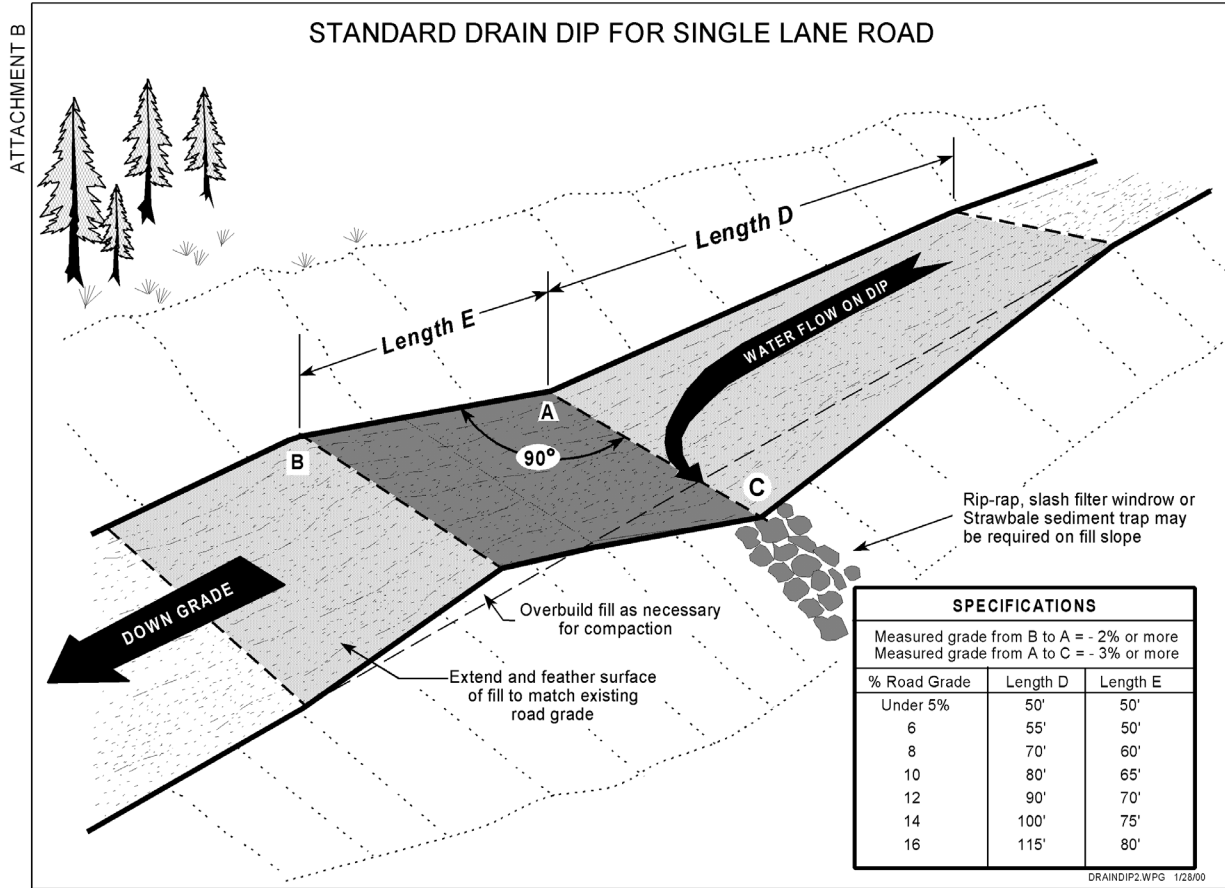 ATTACHMENT B
STANDARD DRAIN DIP FOR SINGLE LANE ROAD
Length D
Length E
WATER FLOW ON DIP
A
B
90°
C
DOWN GRADE
Rip-rap, slash filter windrow or
Strawbale sediment trap may
be required on fill slope
Overbuild fill as necessary
for compaction
Extend and feather surface
of fill to match existing
road grade
SPECIFICATIONS
Measured grade from B to A = - 2% or more
Measured grade from A to C = - 3% or more
% Road Grade Length D Length E
Under 5% 50' 50'
6 55' 50'
8 70' 60'
10 80' 65'
12 90' 70'
14 100' 75'
16 115' 80'
DRAINDIP2.WPG 1/28/00